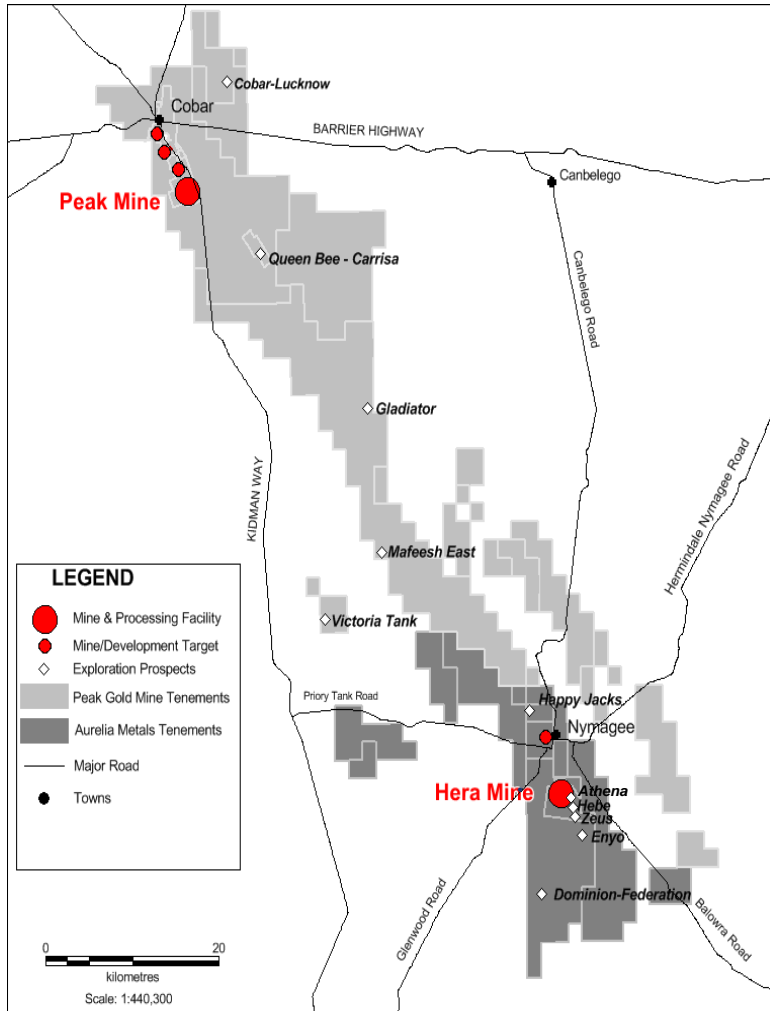 Cobar-Lucknow
Cobar
BARRIER HIGHWAY
Canbelego
Peak Mine
Queen Bee - Carrisa
Canbelego Road
Gladiator
KIDMAN WAY
Hermindale Nymagee Road
Mafeesh East
Victoria Tank
LEGEND
Mine & Processing Facility
Mine/Development Target
Exploration Prospects
Peak Gold Mine Tenements
Aurelia Metals Tenements
Major Road
Towns
Priory Tank Road
Happy Jacks
Nymagee
Hera Mine
Athena
Hebe
Zeus
Enyo
Dominion-Federation
Glenwood Road
Balowra Road
0 20
kilometres
Scale: 1:440,300